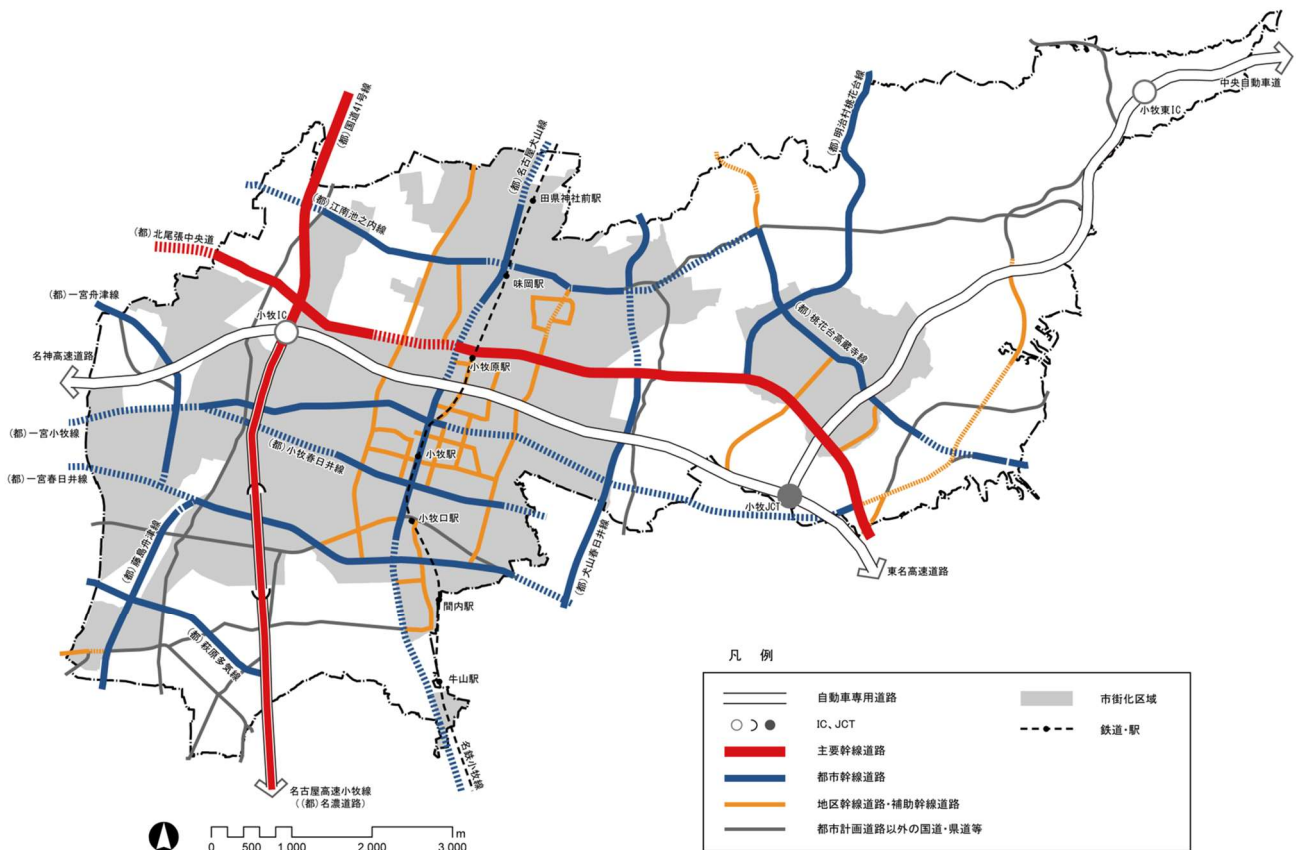 中央自動車道
小牧東IC
(都)明治村桃花台線
(都)国道41号線
(都)名古屋犬山線
田県神社前駅
(都)江南池之内線
(都)北尾張中央道
味岡駅
(都)一宮舟津線
小牧IC
(都)桃花台高蔵寺線
名神高速道路
小牧原駅
(都)一宮小牧線
(都)小牧春日井線
小牧駅
(都)一宮春日井線
小牧JCT
小牧口駅
(都)藤島舟津線
(都)犬山春日井線
東名高速道路
間内駅
(都)萩原多気線
牛山駅
名鉄小牧線
名古屋高速小牧線
((都)名濃道路)
0 500 1,000 2,000 3,000 m
凡 例
自動車専用道路
IC、JCT
主要幹線道路
都市幹線道路
地区幹線道路・補助幹線道路
都市計画道路以外の国道・県道等
市街化区域
鉄道・駅